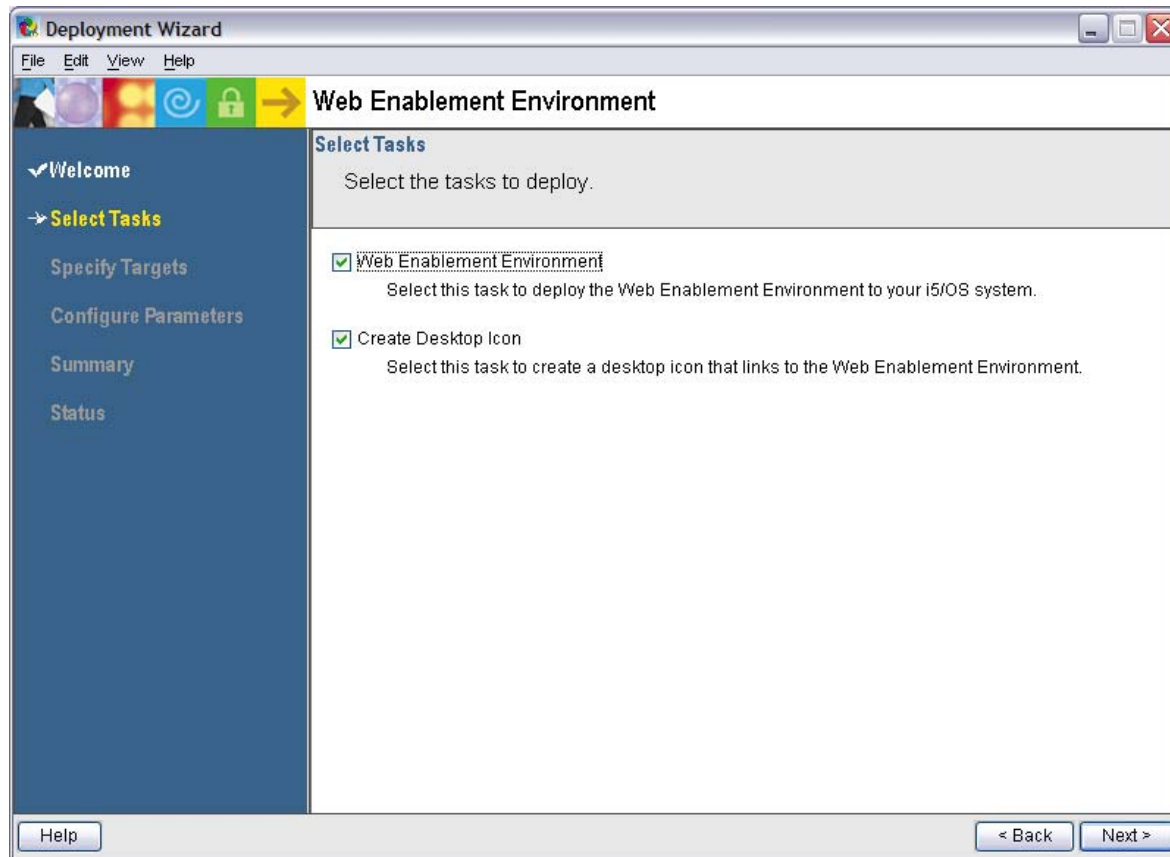 Deployment Wizard
File Edit View Help
Web Enablement Environment
Welcome
Select Tasks
Specify Targets
Configure Parameters
Summary
Status
Select Tasks
Select the tasks to deploy.
Web Enablement Environment
Select this task to deploy the Web Enablement Environment to your i5/OS system.
Create Desktop Icon
Select this task to create a desktop icon that links to the Web Enablement Environment.
Help
< Back Next >